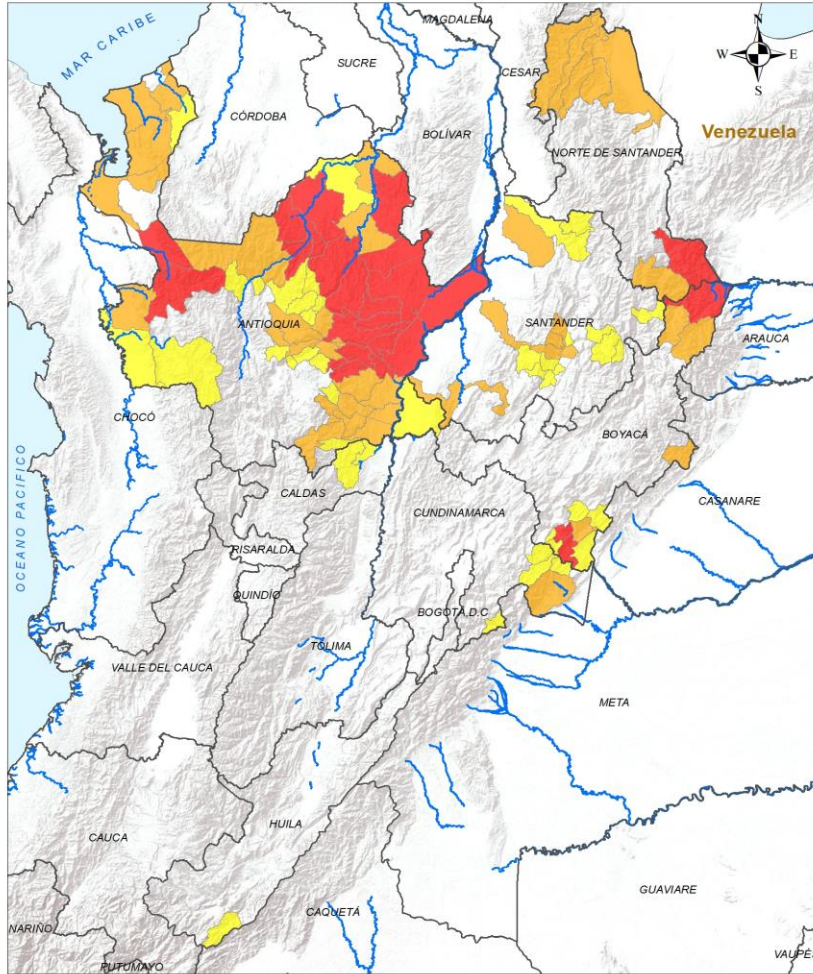 MAGDALENA
N
MAR CARIBE
SUCRE
CESAR
W
E
S
CÓRDOBA
BOLÍVAR
Venezuela
NORTE DE SANTANDER
ANTIOQUIA
SANTANDER
ARAUCA
CHOCÓ
BOYACÁ
OCEANO PACIFICO
CALDAS
CUNDINAMARCA
CASANARE
RISARALDA
QUINDÍO
BOGOTÁ D.C
TOLIMA
VALLE DEL CAUCA
META
HUILA
CAUCA
GUAVIARE
CAQUETÁ
NARIÑO
PUTUMAYO
VAUPÉS